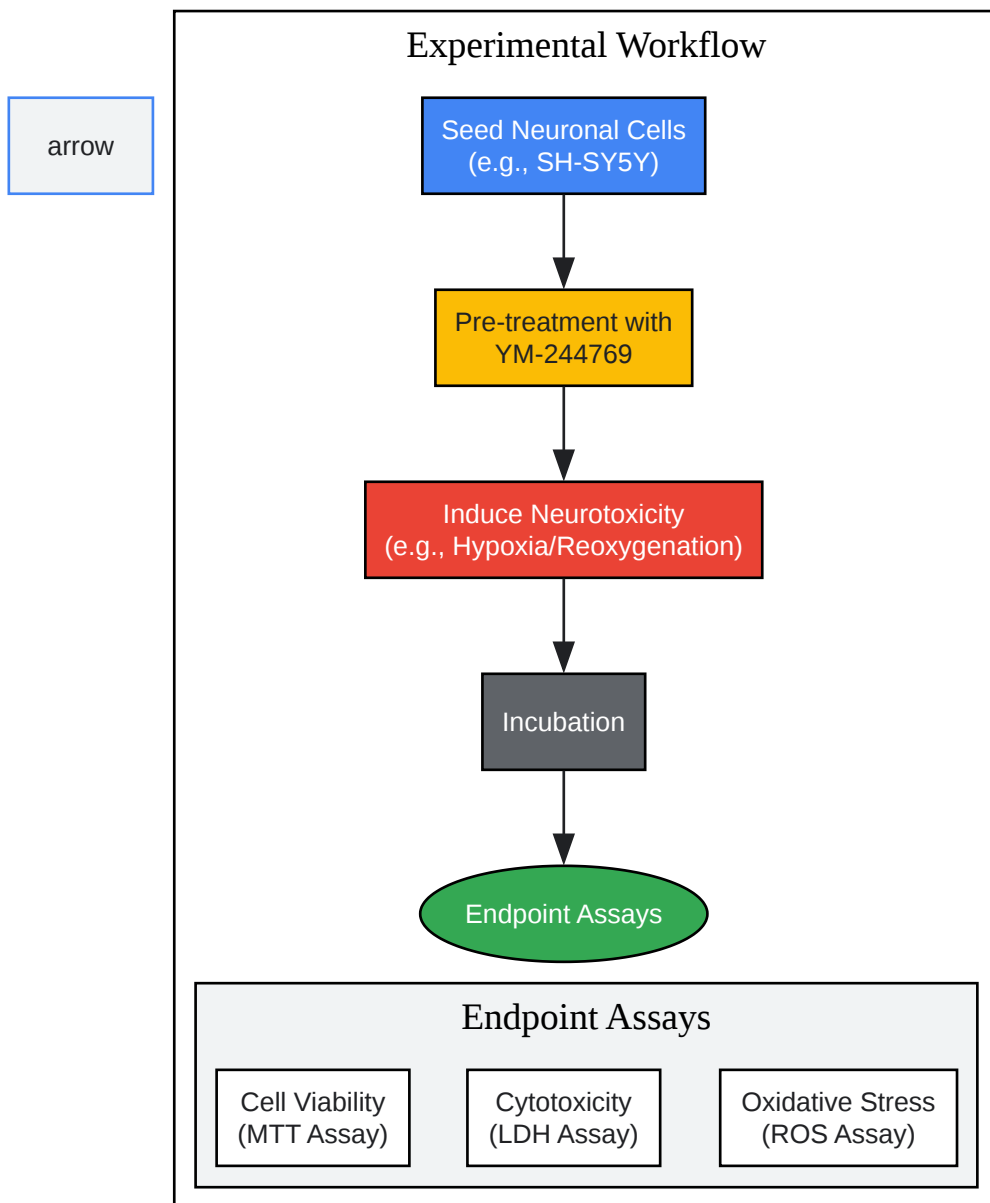 Experimental Workflow
arrow
Seed Neuronal Cells
(e.g., SH-SY5Y)
Pre-treatment with
YM-244769
Induce Neurotoxicity
(e.g., Hypoxia/Reoxygenation)
Incubation
Endpoint Assays
Endpoint Assays
Cell Viability
(MTT Assay)
Cytotoxicity
(LDH Assay)
Oxidative Stress
(ROS Assay)